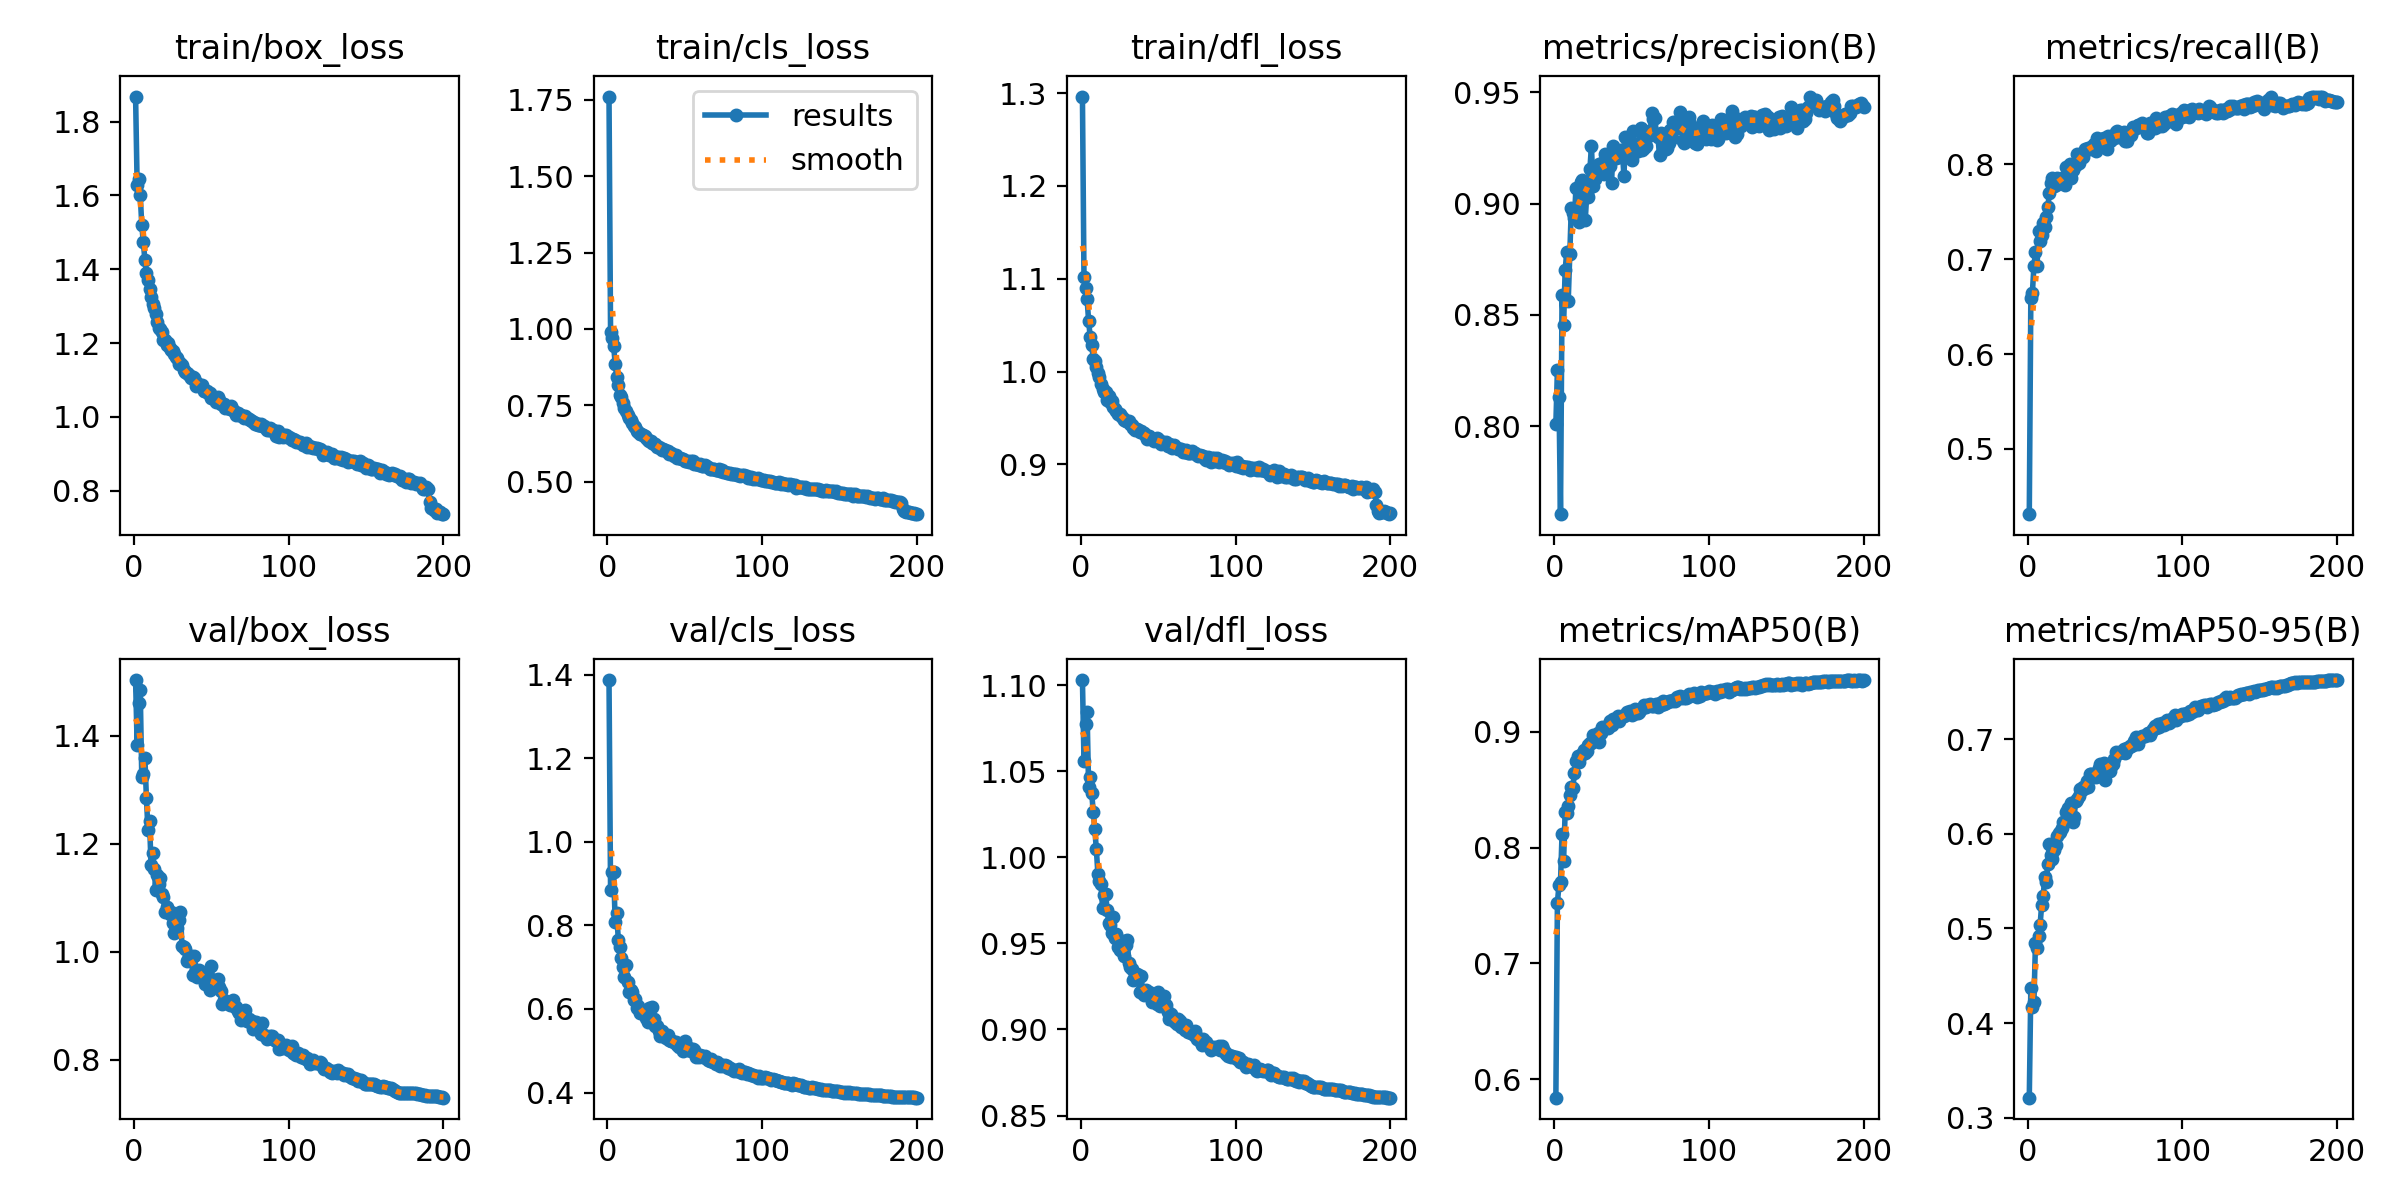 train/box_loss
train/cls_loss
train/dfl_loss
metrics/precision(B)
metrics/recall(B)
1.8
1.6
1.4
1.2
1.0
0.8
0 100 200
results
smooth
1.75
1.50
1.25
1.00
0.75
0.50
0 100 200
1.3
1.2
1.1
1.0
0.9
0 100 200
0.95
0.90
0.85
0.80
0 100 200
0.8
0.7
0.6
0.5
0 100 200
val/box_loss
val/cls_loss
val/dfl_loss
metrics/mAP50(B)
metrics/mAP50-95(B)
1.4
1.2
1.0
0.8
0 100 200
1.4
1.2
1.0
0.8
0.6
0.4
0 100 200
1.10
1.05
1.00
0.95
0.90
0.85
0 100 200
0.9
0.8
0.7
0.6
0 100 200
0.7
0.6
0.5
0.4
0.3
0 100 200